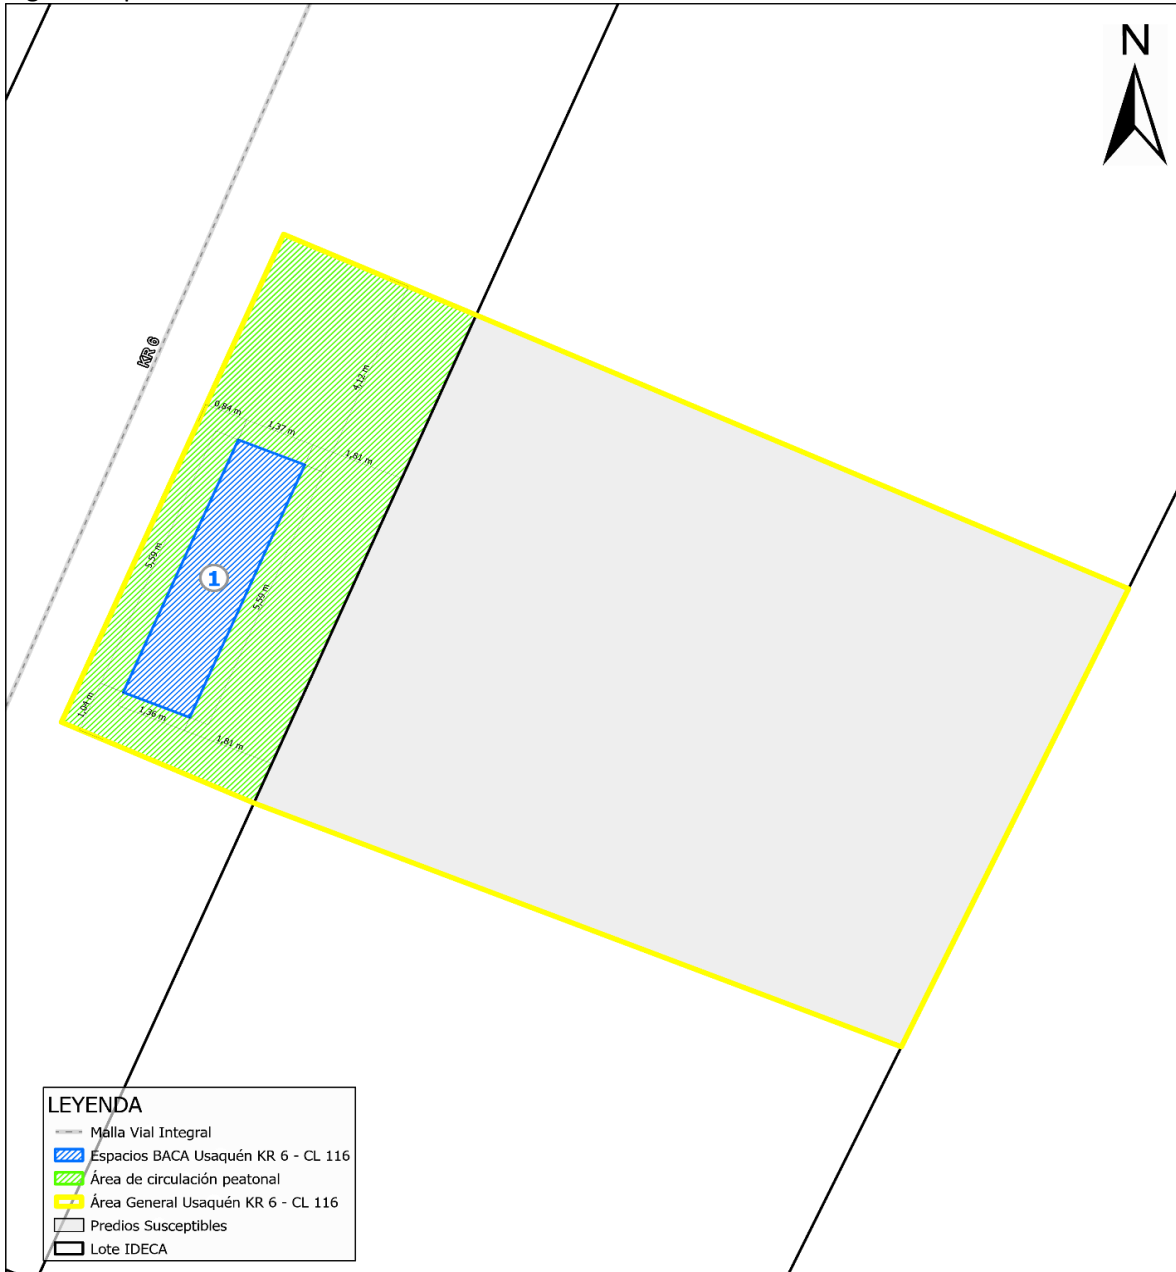 N
KR 6
4,12 m
0,84 m
1,37 m
1,81 m
5,59 m
1
5,59 m
1,04 m
1,36 m
1,81 m
LEYENDA
Malla Vial Integral
Espacios BACA Usaquén KR 6 - CL 116
Área de circulación peatonal
Área General Usaquén KR 6 - CL 116
Predios Susceptibles
Lote IDECA